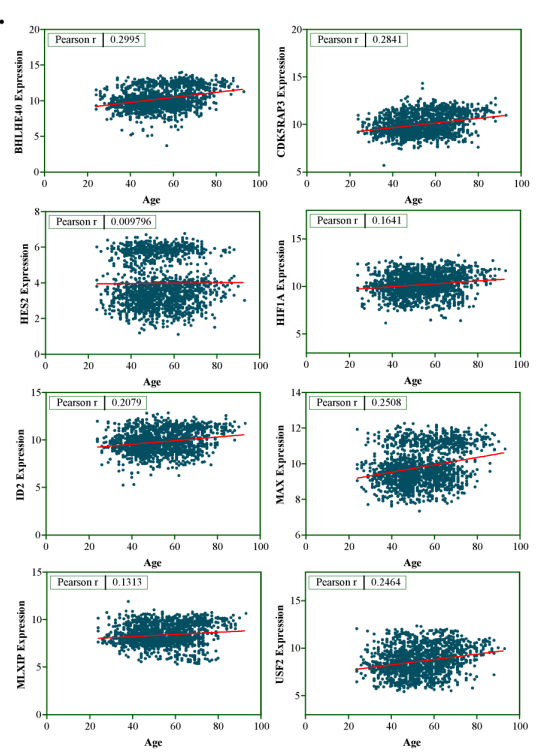 Pearson r 0.2995
BHLHE40 Expression
20
15
10
5
0
0 20 40 60 80 100
Age
Pearson r 0.2841
CDK5RAP3 Expression
20
15
10
5
0 20 40 60 80 100
Age
Pearson r 0.009796
HES2 Expression
8
6
4
2
0
0 20 40 60 80 100
Age
Pearson r 0.1641
HIF1A Expression
15
10
5
0 20 40 60 80 100
Age
Pearson r 0.2079
ID2 Expression
15
10
5
0
0 20 40 60 80 100
Age
Pearson r 0.2508
MAX Expression
14
12
10
8
6
0 20 40 60 80 100
Age
Pearson r 0.1313
MLXIP Expression
15
10
5
0
0 20 40 60 80 100
Age
Pearson r 0.2464
USF2 Expression
15
10
5
0 20 40 60 80 100
Age